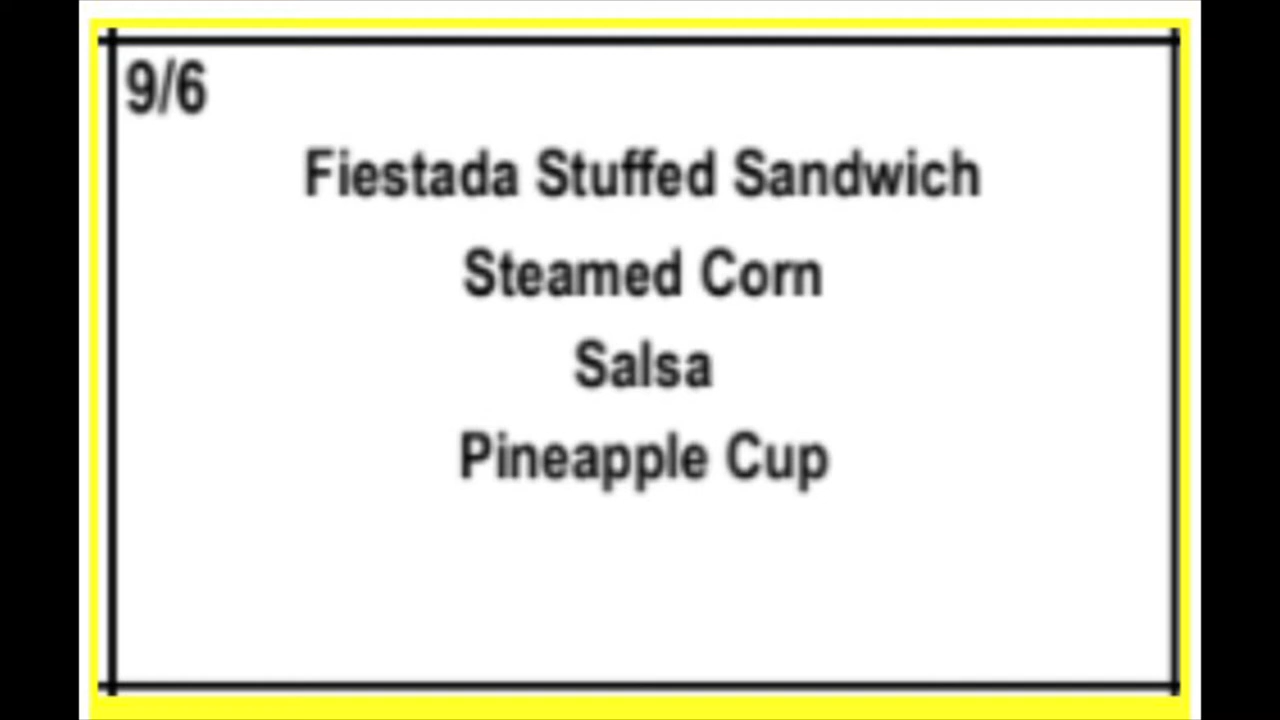 9/6
Fiestada Stuffed Sandwich
Steamed Corn
Salsa
Pineapple Cup